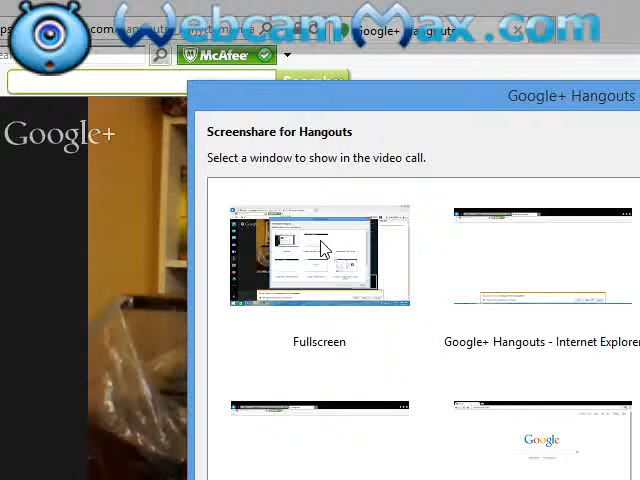 WebcamMax.com
McAfee
Google+ Hangouts
Google+
Screenshare for Hangouts
Select a window to show in the video call.
Fullscreen
Google+ Hangouts - Internet Explorer
Google